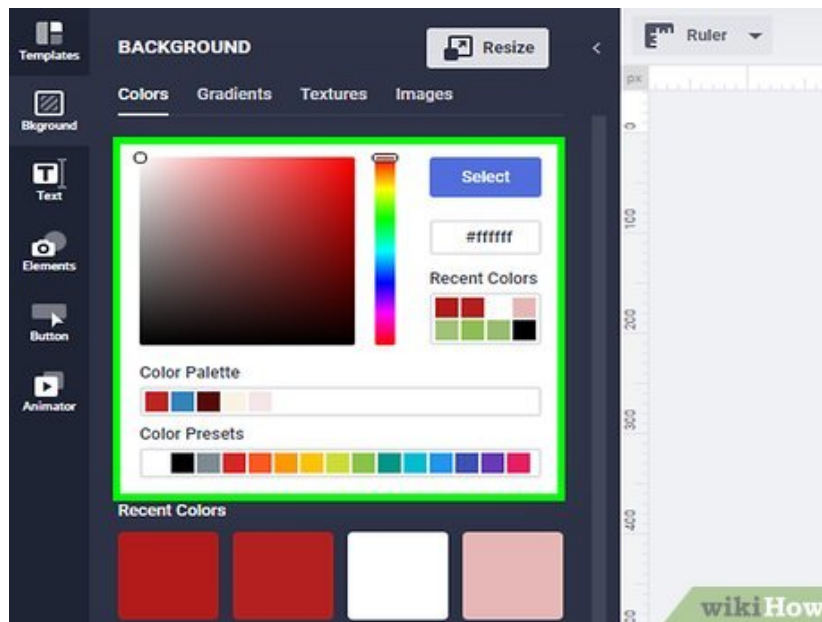 Templates
Bkground
Text
Elements
Button
Animator
BACKGROUND
Resize
Colors Gradients Textures Images
Select
#ffffff
Recent Colors
Color Palette
Color Presets
Recent Colors
Ruler
px
0
100
200
300
400
wikiHow